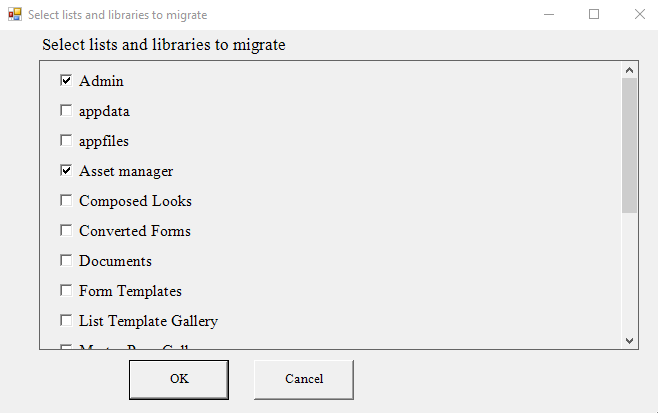 Select lists and libraries to migrate
Select lists and libraries to migrate
Admin
appdata
appfiles
Asset manager
Composed Looks
Converted Forms
Documents
Form Templates
List Template Gallery
OK Cancel